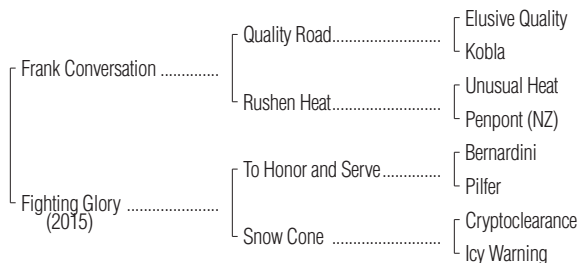 Elusive Quality
Quality Road....................
Kobla
Frank Conversation .............
Unusual Heat
Rushen Heat....................
Penpont (NZ)
Bernardini
To Honor and Serve............
Pilfer
Fighting Glory ....................
(2015)
Cryptoclearance
Snow Cone ....................
Icy Warning